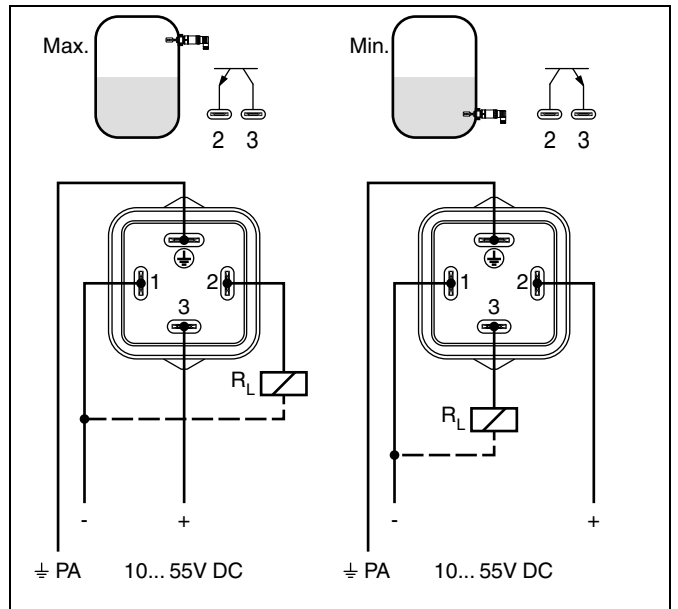 Max.
2 3
Min.
2 3
1 2
3
R_L
- +
⏚ PA 10... 55V DC
1 2
3
R_L
- +
⏚ PA 10... 55V DC